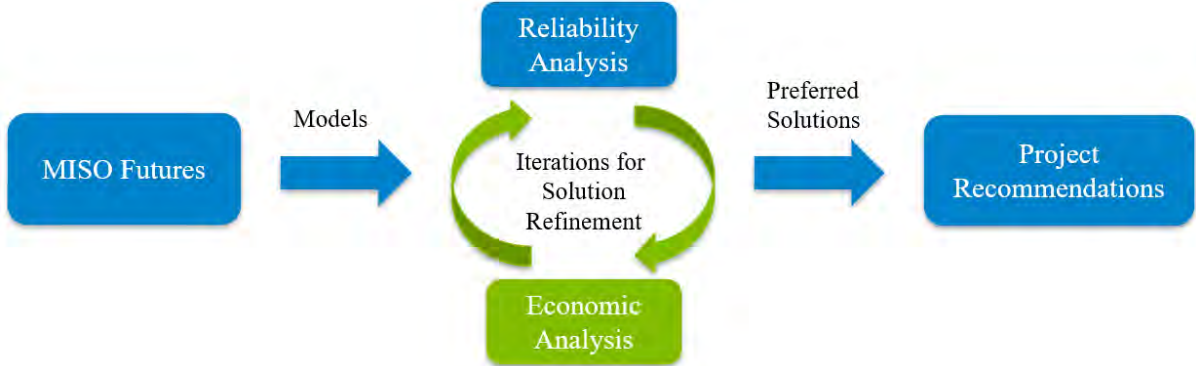 MISO Futures
Models
Reliability
Analysis
Iterations for
Solution
Refinement
Economic
Analysis
Preferred
Solutions
Project
Recommendations